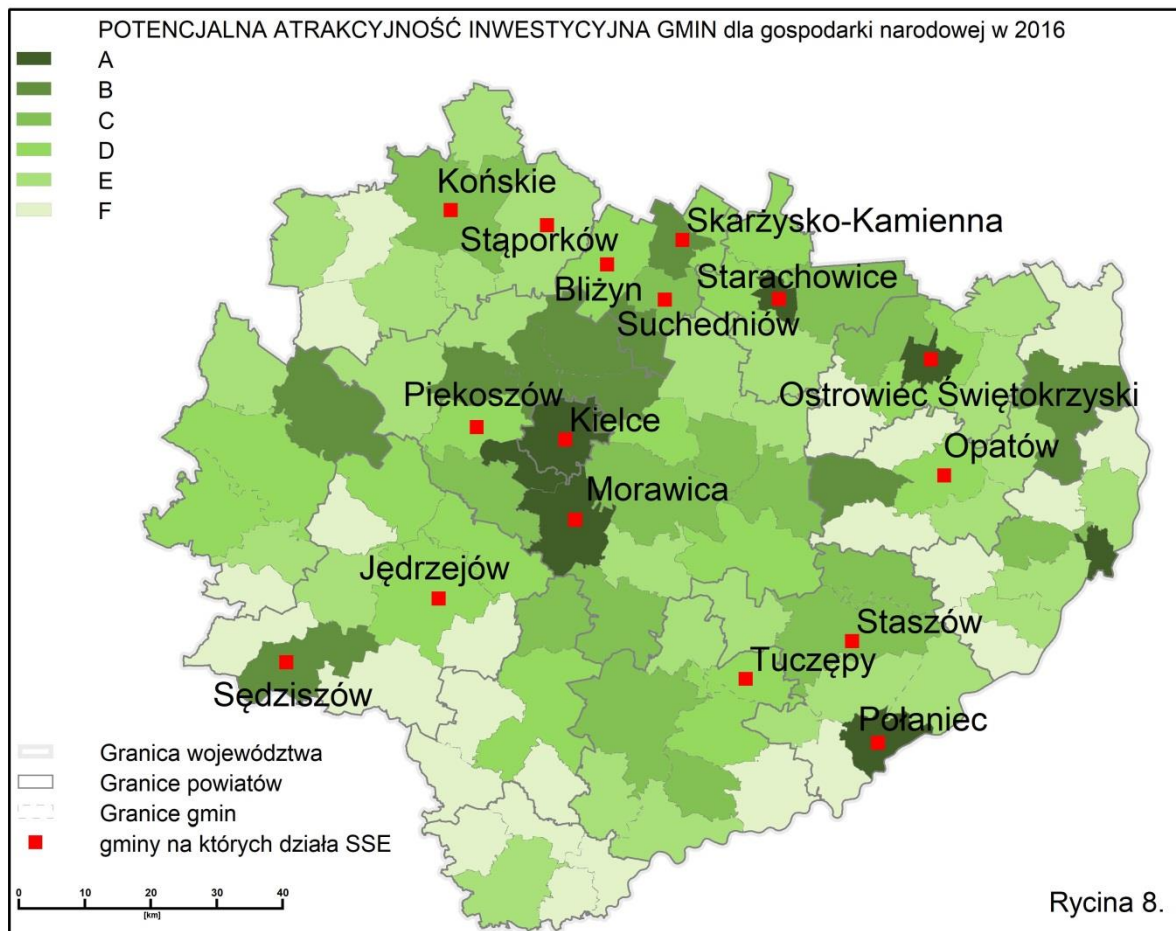 POTENCJALNA ATRAKCYJNOŚĆ INWESTYCYJNA GMIN dla gospodarki narodowej w 2016
A
B
C
D
E
F
Końskie
Stąporków
Skarżysko-Kamienna
Bliżyn
Starachowice
Suchedniów
Piekoszów
Kielce
Ostrowiec Świętokrzyski
Opatów
Morawica
Jędrzejów
Staszów
Tuczępy
Sędziszów
Połaniec
Granica województwa
Granice powiatów
Granice gmin
gminy na których działa SSE
0 10 20 30 40
[km]
Rycina 8.